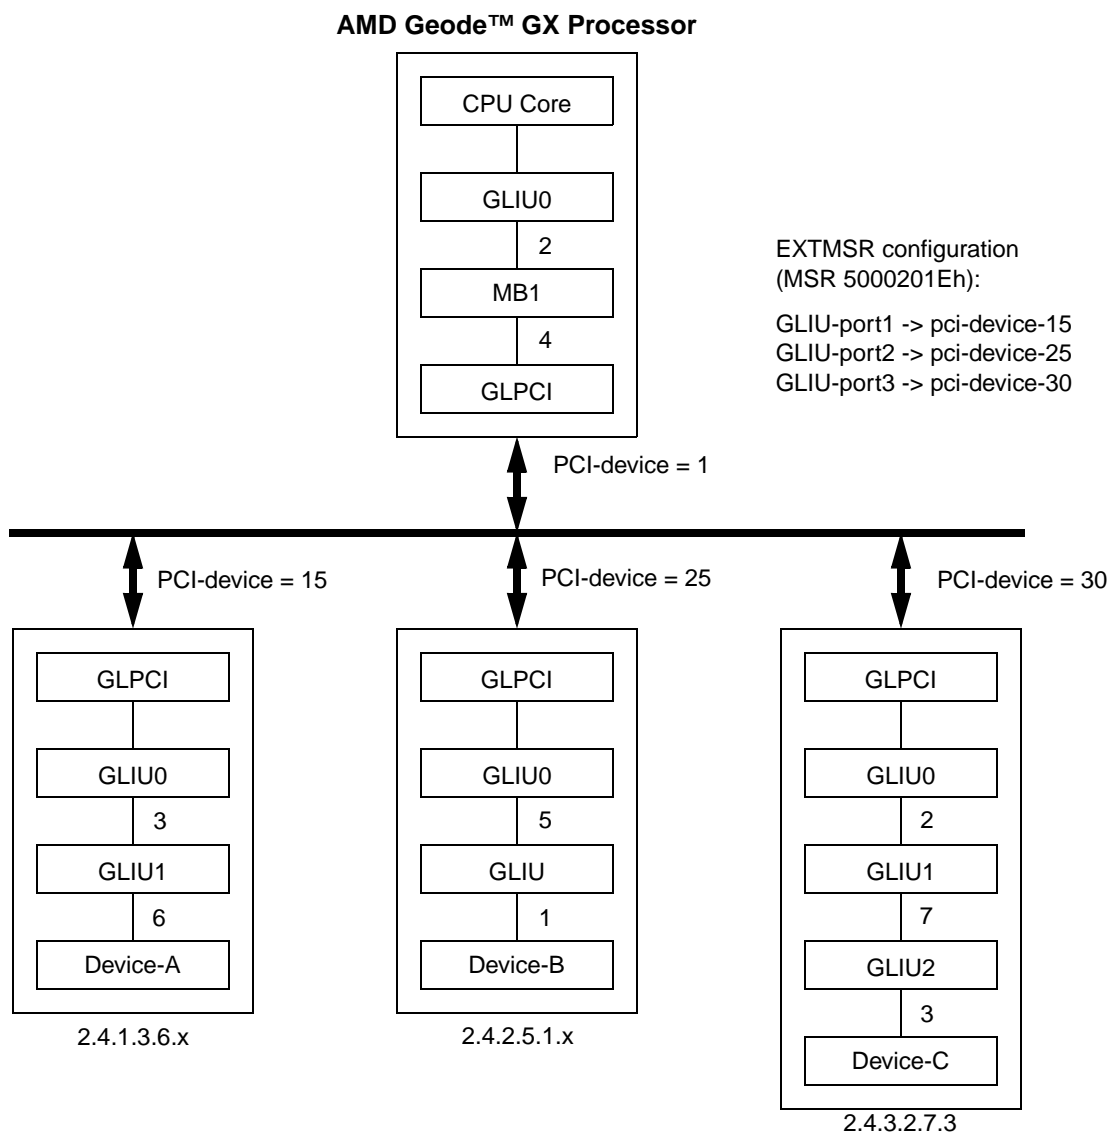 AMD Geode™ GX Processor
CPU Core
GLIU0
2
MB1
4
GLPCI
EXTMSR configuration
(MSR 5000201Eh):
GLIU-port1 -> pci-device-15
GLIU-port2 -> pci-device-25
GLIU-port3 -> pci-device-30
PCI-device = 1
PCI-device = 15
PCI-device = 25
PCI-device = 30
GLPCI
GLIU0
3
GLIU1
6
Device-A
2.4.1.3.6.x
GLPCI
GLIU0
5
GLIU
1
Device-B
2.4.2.5.1.x
GLPCI
GLIU0
2
GLIU1
7
GLIU2
3
Device-C
2.4.3.2.7.3